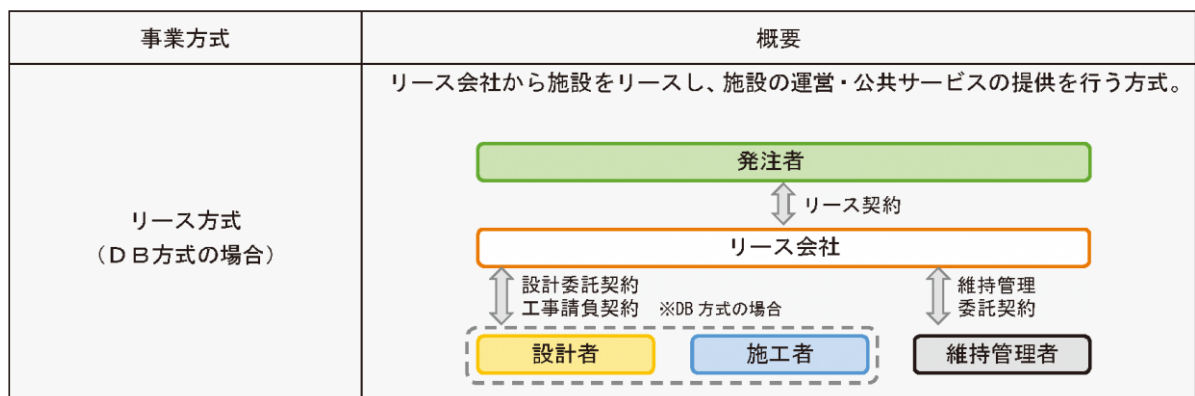 事業方式
概要
リース方式
（ＤＢ方式の場合）
リース会社から施設をリースし、施設の運営・公共サービスの提供を行う方式。
発注者
リース契約
リース会社
設計委託契約
工事請負契約 ※DB 方式の場合
維持管理
委託契約
設計者
施工者
維持管理者